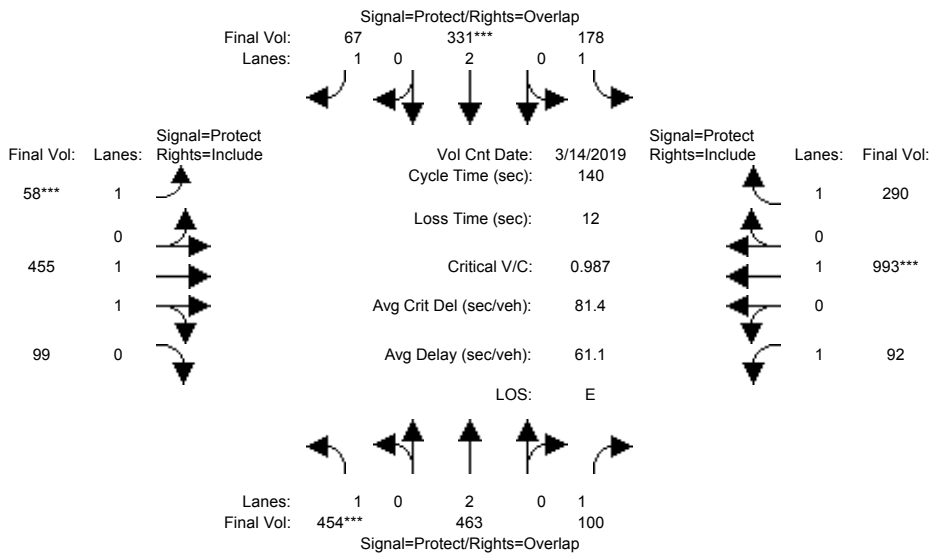 Signal=Protect/Rights=Overlap
Final Vol: 67 331*** 178
Lanes: 1 0 2 0 1
Signal=Protect
Final Vol: Lanes: Rights=Include
Vol Cnt Date: 3/14/2019
Signal=Protect
Rights=Include Lanes: Final Vol:
Cycle Time (sec): 140
58*** 1
1 290
Loss Time (sec): 12
0
0
455 1
Critical V/C: 0.987
1 993***
1
Avg Crit Del (sec/veh): 81.4
0
99 0
Avg Delay (sec/veh): 61.1
1 92
LOS: E
Lanes: 1 0 2 0 1
Final Vol: 454*** 463 100
Signal=Protect/Rights=Overlap